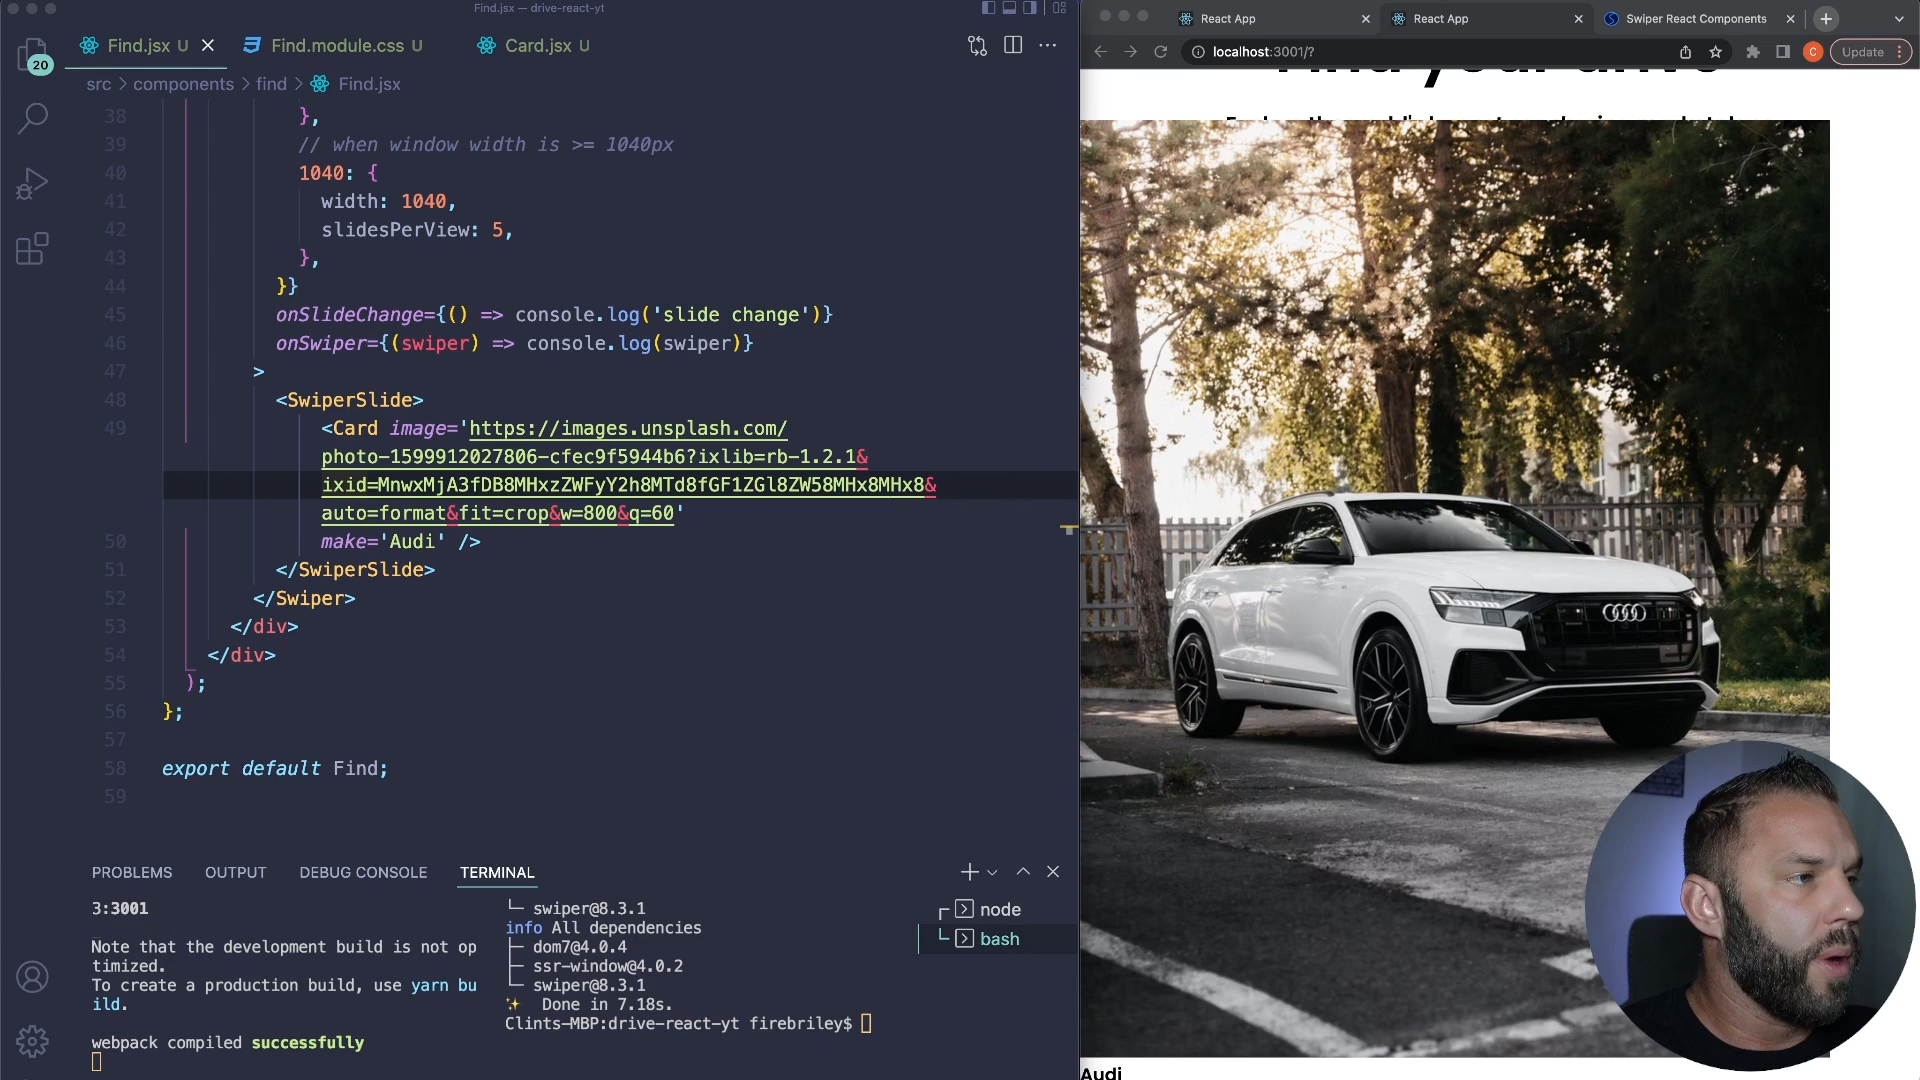 Find.jsx — drive-react-yt
Find.jsx U
Find.module.css U
Card.jsx U
20
src > components > find > Find.jsx
38 },
39 // when window width is >= 1040px
40 1040: {
41 width: 1040,
42 slidesPerView: 5,
43 },
44 }}
45 onSlideChange={() => console.log('slide change')}
46 onSwiper={(swiper) => console.log(swiper)}
47 >
48 <SwiperSlide>
49 <Card image='https://images.unsplash.com/
photo-1599912027806-cfec9f5944b6?ixlib=rb-1.2.1&
ixid=MnwxMjA3fDB8MHxzZWFyY2h8MTd8fGF1ZGl8ZW58MHx8MHx8&
auto=format&fit=crop&w=800&q=60'
50 make='Audi' />
51 </SwiperSlide>
52 </Swiper>
53 </div>
54 </div>
55 );
56 };
57
58 export default Find;
59
PROBLEMS OUTPUT DEBUG CONSOLE TERMINAL
3:3001
Note that the development build is not op
timized.
To create a production build, use yarn bu
ild.
webpack compiled successfully
└─ swiper@8.3.1
info All dependencies
├─ dom7@4.0.4
├─ ssr-window@4.0.2
└─ swiper@8.3.1
✨ Done in 7.18s.
Clints-MBP:drive-react-yt firebriley$
node
bash
React App
React App
Swiper React Components
localhost:3001/?
C
Update
Find your drive
Audi